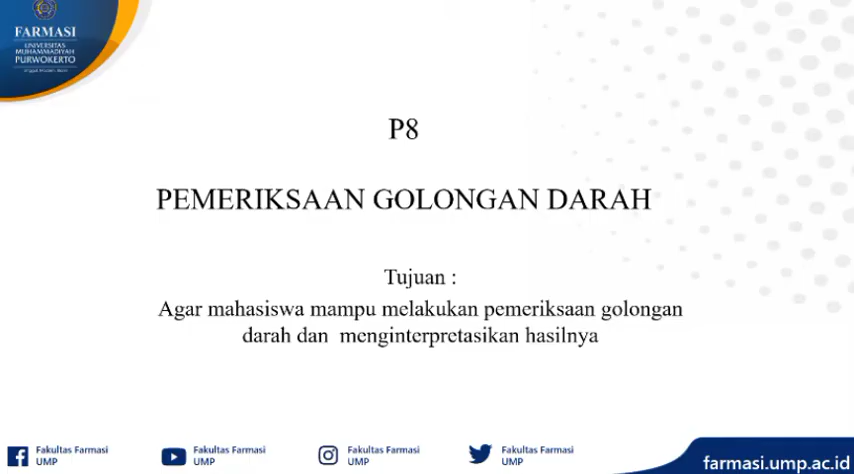 FARMASI
UNIVERSITAS
MUHAMMADIYAH
PURWOKERTO
P8
PEMERIKSAAN GOLONGAN DARAH
Tujuan :
Agar mahasiswa mampu melakukan pemeriksaan golongan
darah dan menginterpretasikan hasilnya
Fakultas Farmasi
UMP
Fakultas Farmasi
UMP
Fakultas Farmasi
UMP
Fakultas Farmasi
UMP
farmasi.ump.ac.id